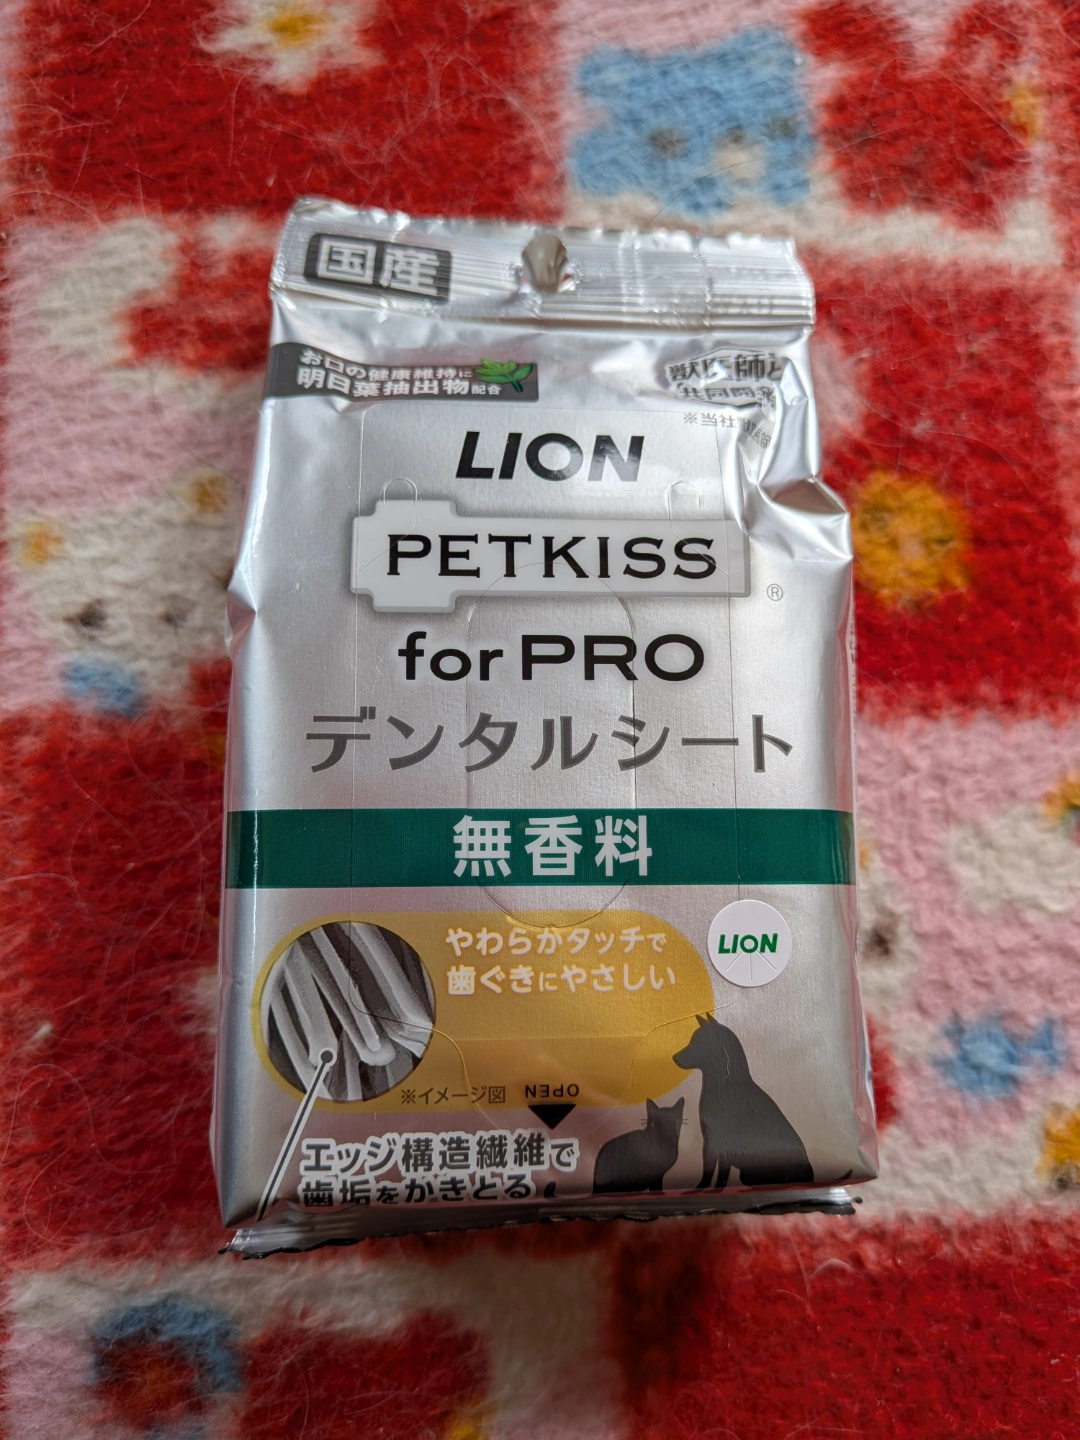 国産
お口の健康維持に
明日葉抽出物配合
獣医師と
共同開発
※当社
LION
PETKISS
®
for PRO
デンタルシート
無香料
やわらかタッチで
歯ぐきにやさしい
LION
※イメージ図
OPEN
エッジ構造繊維で
歯垢をかきとる